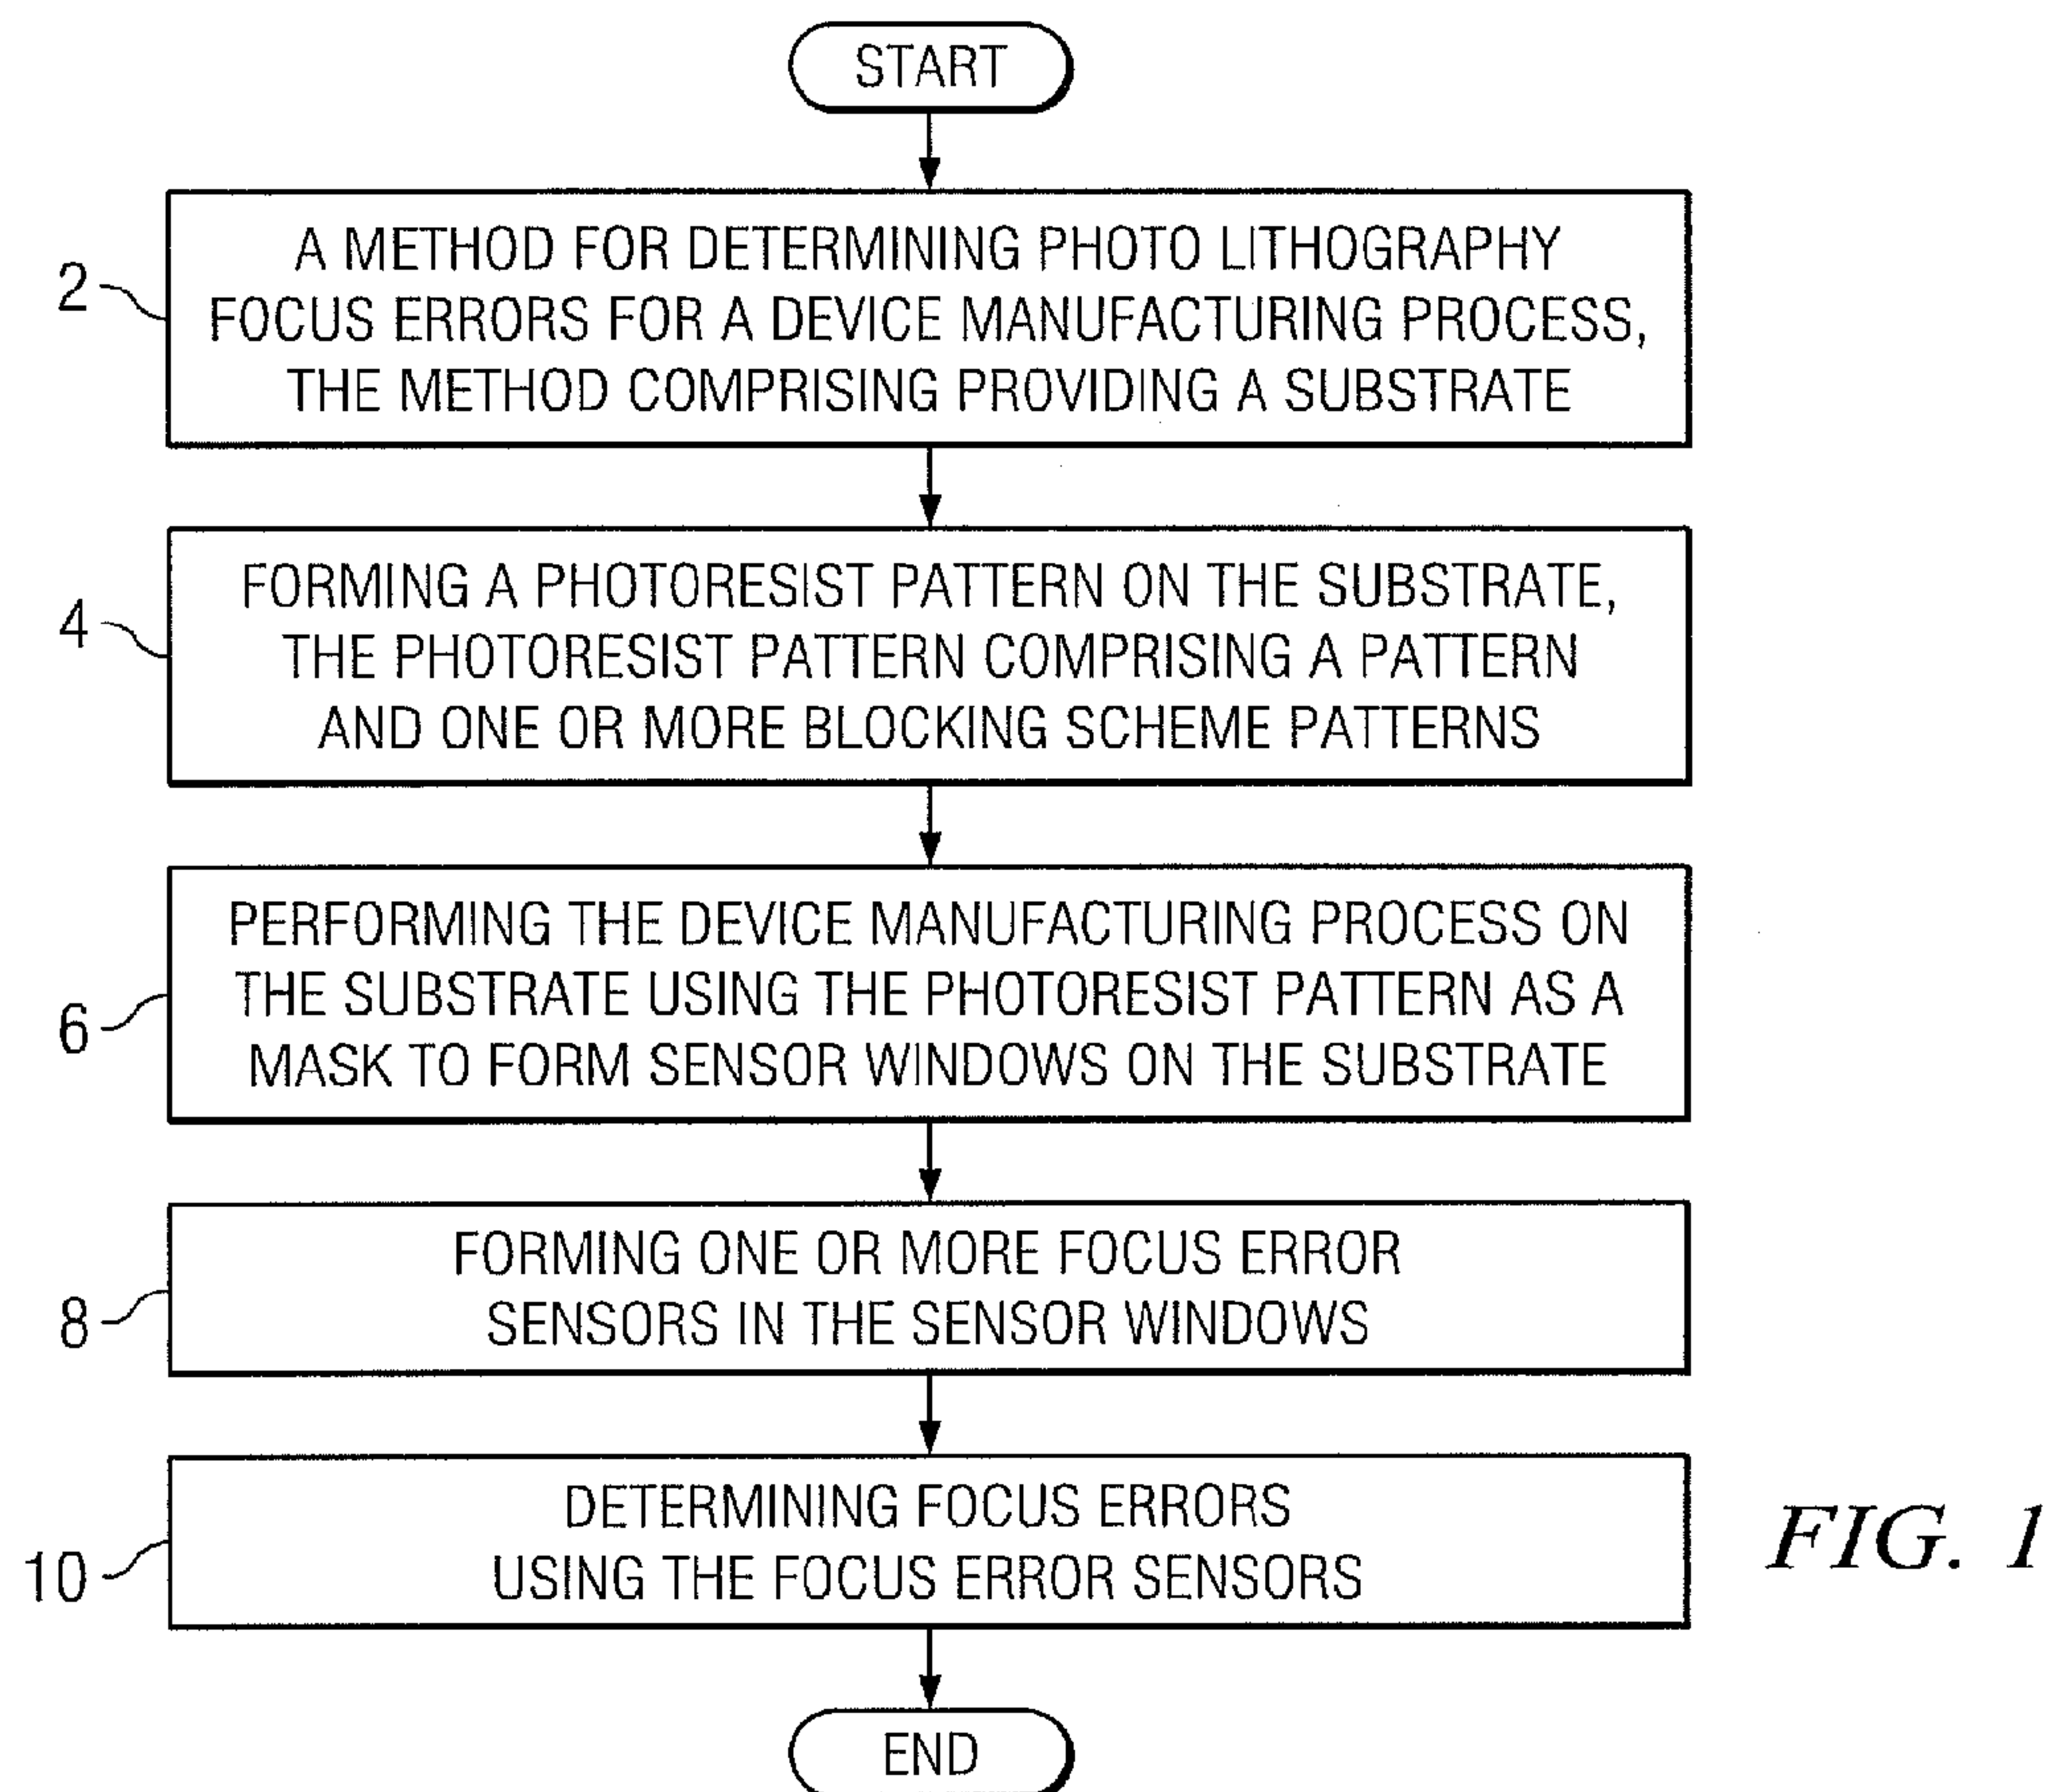 START
2
A METHOD FOR DETERMINING PHOTO LITHOGRAPHY
FOCUS ERRORS FOR A DEVICE MANUFACTURING PROCESS,
THE METHOD COMPRISING PROVIDING A SUBSTRATE
4
FORMING A PHOTORESIST PATTERN ON THE SUBSTRATE,
THE PHOTORESIST PATTERN COMPRISING A PATTERN
AND ONE OR MORE BLOCKING SCHEME PATTERNS
6
PERFORMING THE DEVICE MANUFACTURING PROCESS ON
THE SUBSTRATE USING THE PHOTORESIST PATTERN AS A
MASK TO FORM SENSOR WINDOWS ON THE SUBSTRATE
8
FORMING ONE OR MORE FOCUS ERROR
SENSORS IN THE SENSOR WINDOWS
10
DETERMINING FOCUS ERRORS
USING THE FOCUS ERROR SENSORS
FIG. 1
END